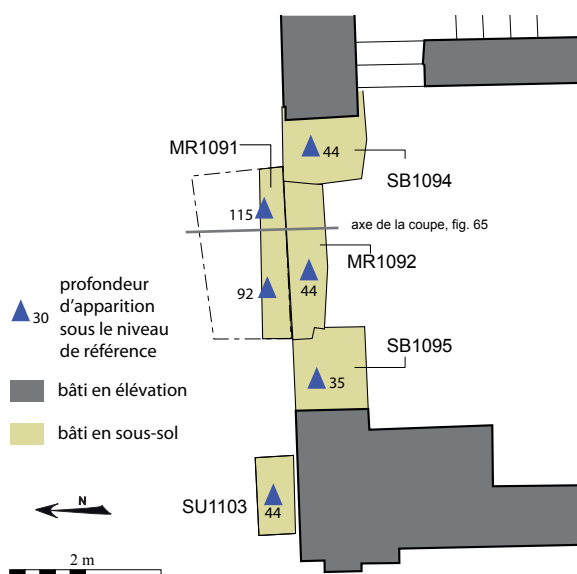 MR1091
44
SB1094
115
axe de la coupe, fig. 65
MR1092
92
44
profondeur
d'apparition
sous le niveau
de référence
30
SB1095
35
bâti en élévation
bâti en sous-sol
N
SU1103
44
2 m